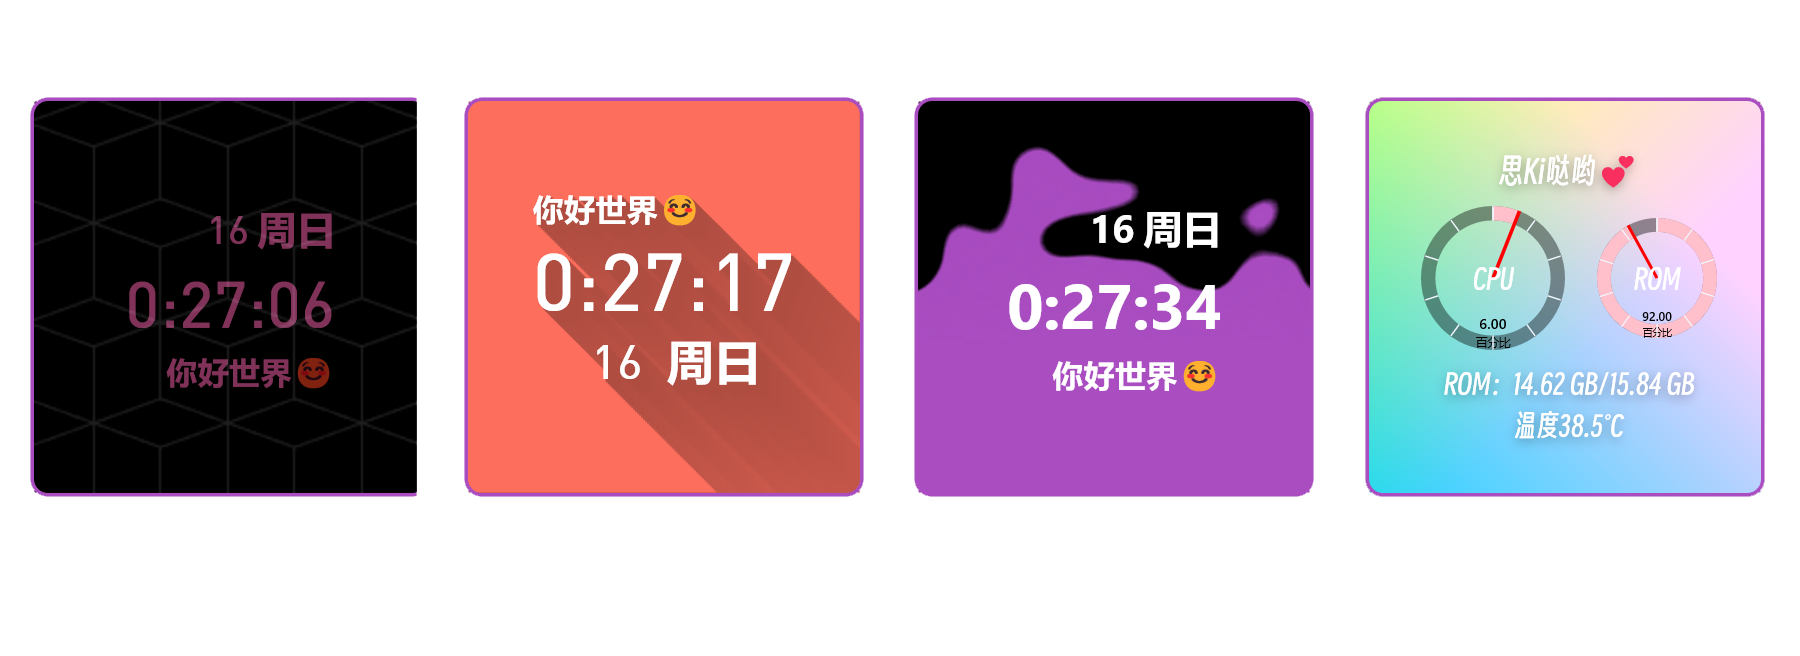 16 周日
0:27:06
你好世界😊
你好世界😊
0:27:17
16 周日
16 周日
0:27:34
你好世界😊
思Ki哒哟💕
CPU
6.00
百分比
ROM
92.00
百分比
ROM：14.62 GB/15.84 GB
温度38.5°C